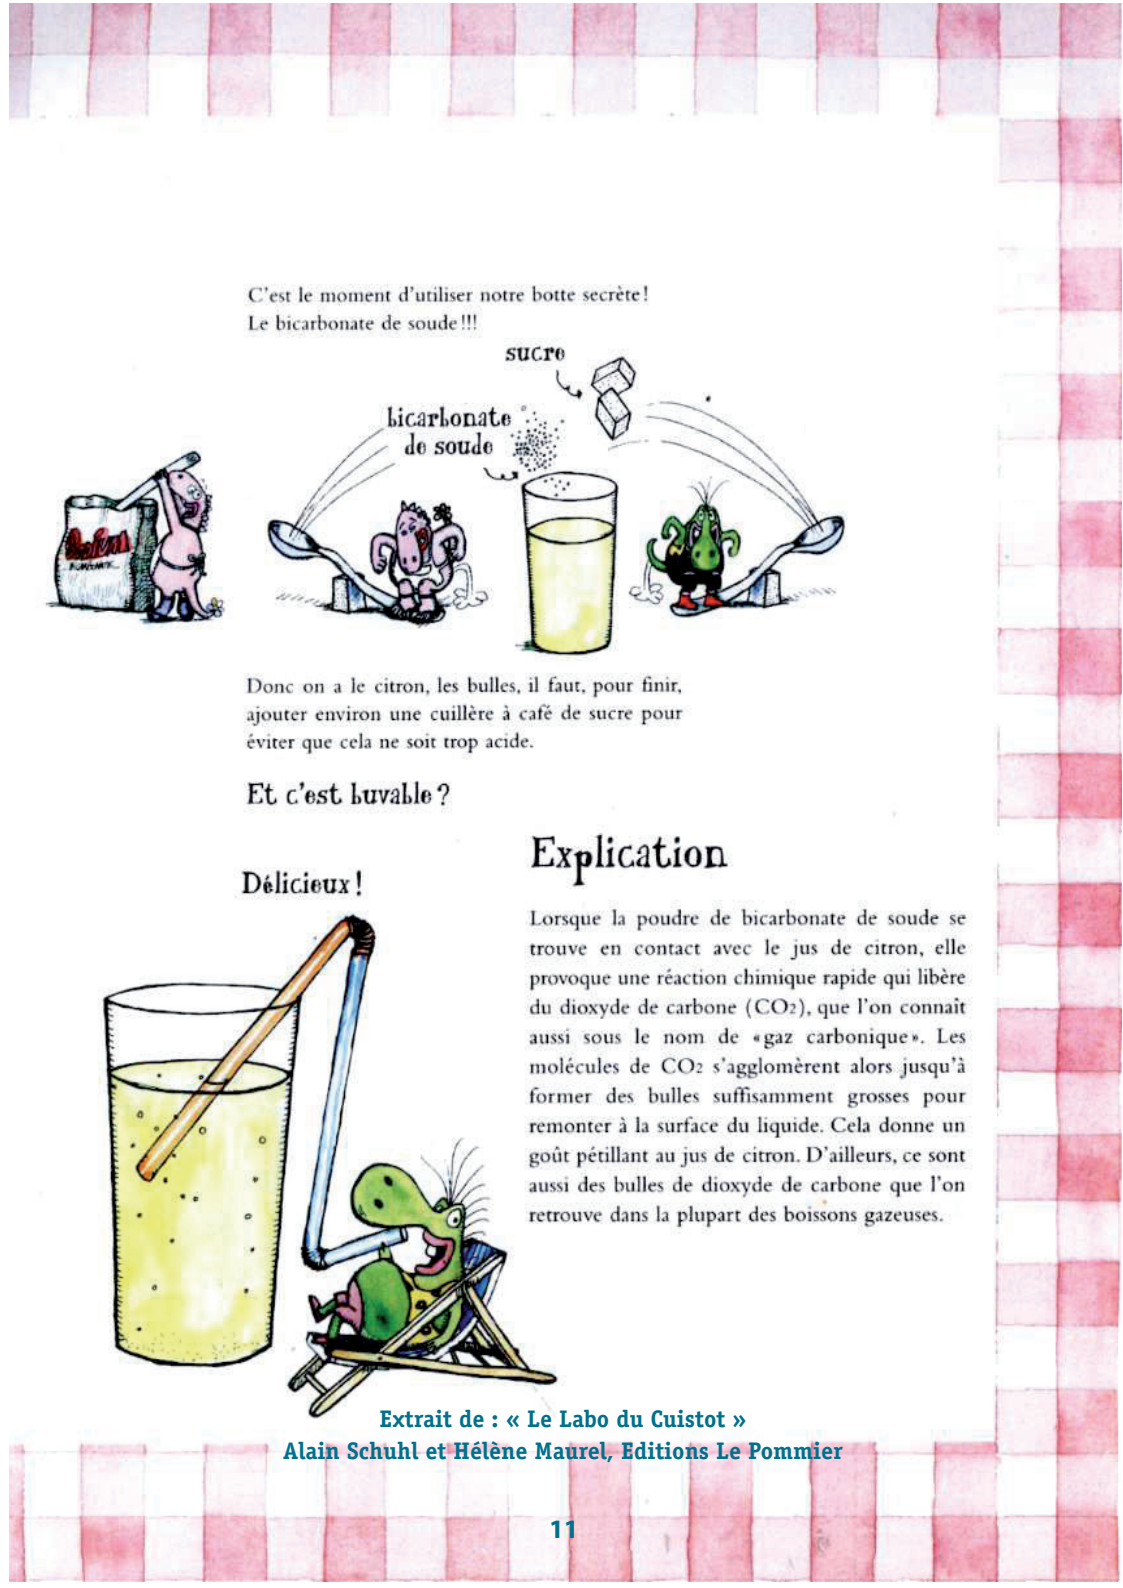 C'est le moment d'utiliser notre botte secrète !
Le bicarbonate de soude !!!
sucre
bicarbonate
de soude
Donc on a le citron, les bulles, il faut, pour finir,
ajouter environ une cuillère à café de sucre pour
éviter que cela ne soit trop acide.
Et c'est buvable ?
Délicieux !
Explication
Lorsque la poudre de bicarbonate de soude se
trouve en contact avec le jus de citron, elle
provoque une réaction chimique rapide qui libère
du dioxyde de carbone (CO2), que l'on connaît
aussi sous le nom de «gaz carbonique». Les
molécules de CO2 s'agglomèrent alors jusqu'à
former des bulles suffisamment grosses pour
remonter à la surface du liquide. Cela donne un
goût pétillant au jus de citron. D'ailleurs, ce sont
aussi des bulles de dioxyde de carbone que l'on
retrouve dans la plupart des boissons gazeuses.
Extrait de : « Le Labo du Cuistot »
Alain Schuhl et Hélène Maurel, Editions Le Pommier
11